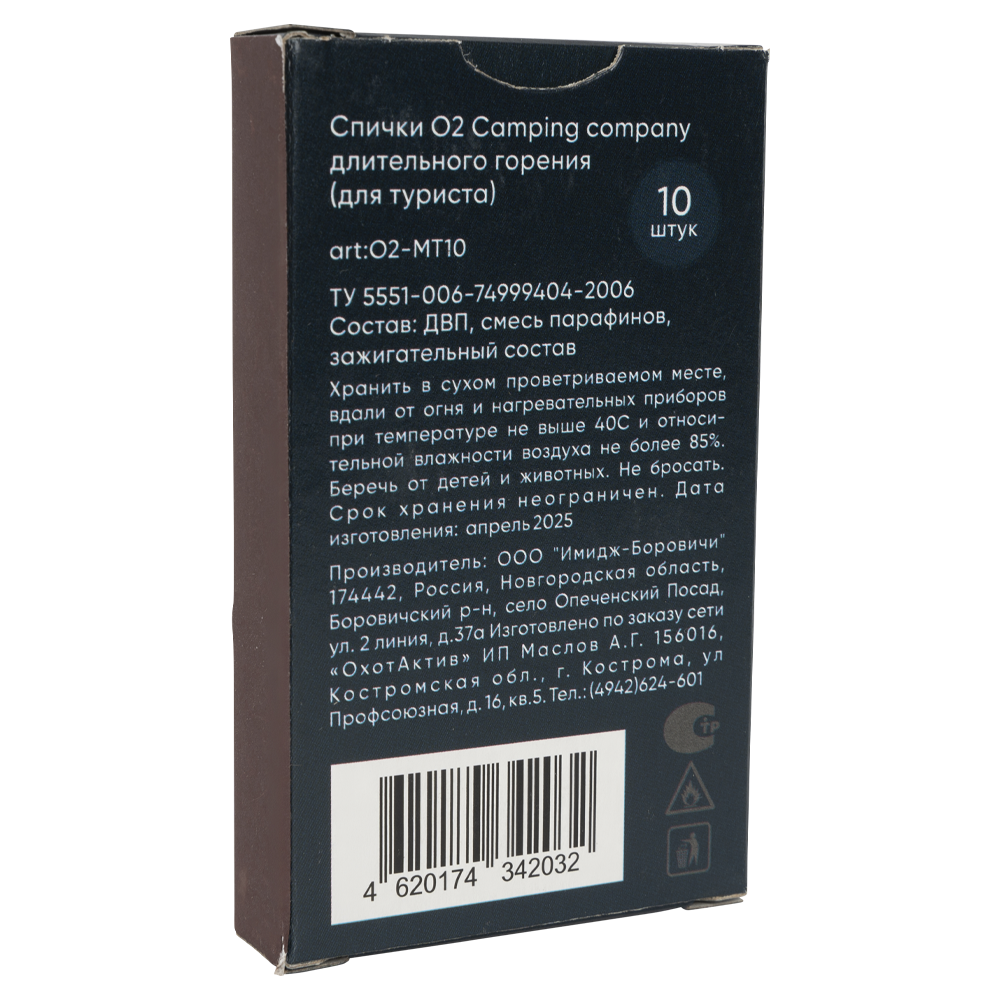 Спички O2 Camping company
длительного горения
(для туриста)
10
штук
art:O2-MT10
ТУ 5551-006-74999404-2006
Состав: ДВП, смесь парафинов,
зажигательный состав
Хранить в сухом проветриваемом месте,
вдали от огня и нагревательных приборов
при температуре не выше 40С и относи-
тельной влажности воздуха не более 85%.
Беречь от детей и животных. Не бросать.
Срок хранения неограничен. Дата
изготовления: апрель 2025
Производитель: ООО "Имидж-Боровичи"
174442, Россия, Новгородская область,
Боровичский р-н, село Опеченский Посад,
ул. 2 линия, д.37а Изготовлено по заказу сети
«ОхотАктив» ИП Маслов А.Г. 156016,
Костромская обл., г. Кострома, ул
Профсоюзная, д. 16, кв.5. Тел.: (4942)624-601
4 620174 342032